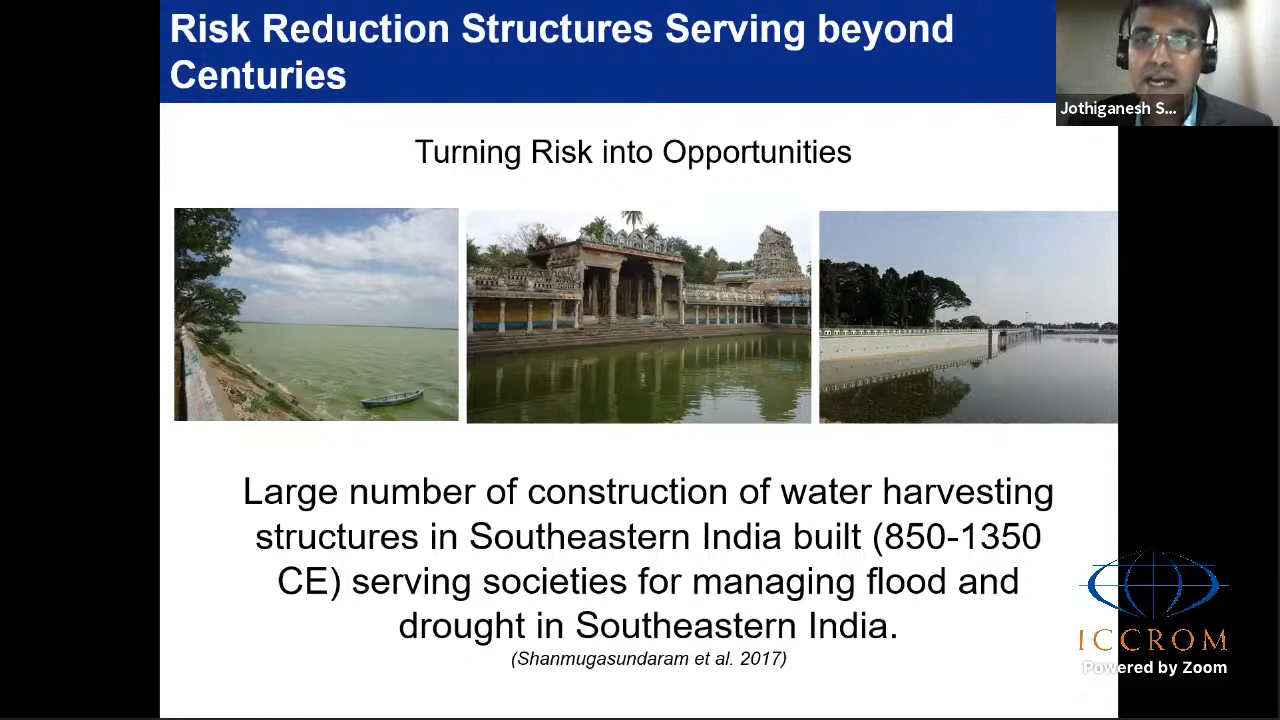 Risk Reduction Structures Serving beyond
Centuries
Jothiganesh S...
Turning Risk into Opportunities
Large number of construction of water harvesting
structures in Southeastern India built (850-1350
CE) serving societies for managing flood and
drought in Southeastern India.
(Shanmugasundaram et al. 2017)
ICCROM
Powered by Zoom